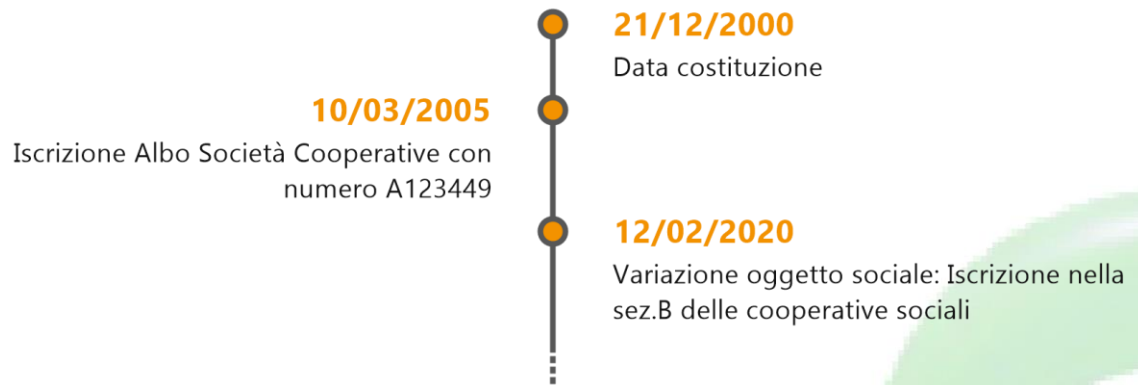 21/12/2000
Data costituzione
10/03/2005
Iscrizione Albo Società Cooperative con
numero A123449
12/02/2020
Variazione oggetto sociale: Iscrizione nella
sez.B delle cooperative sociali